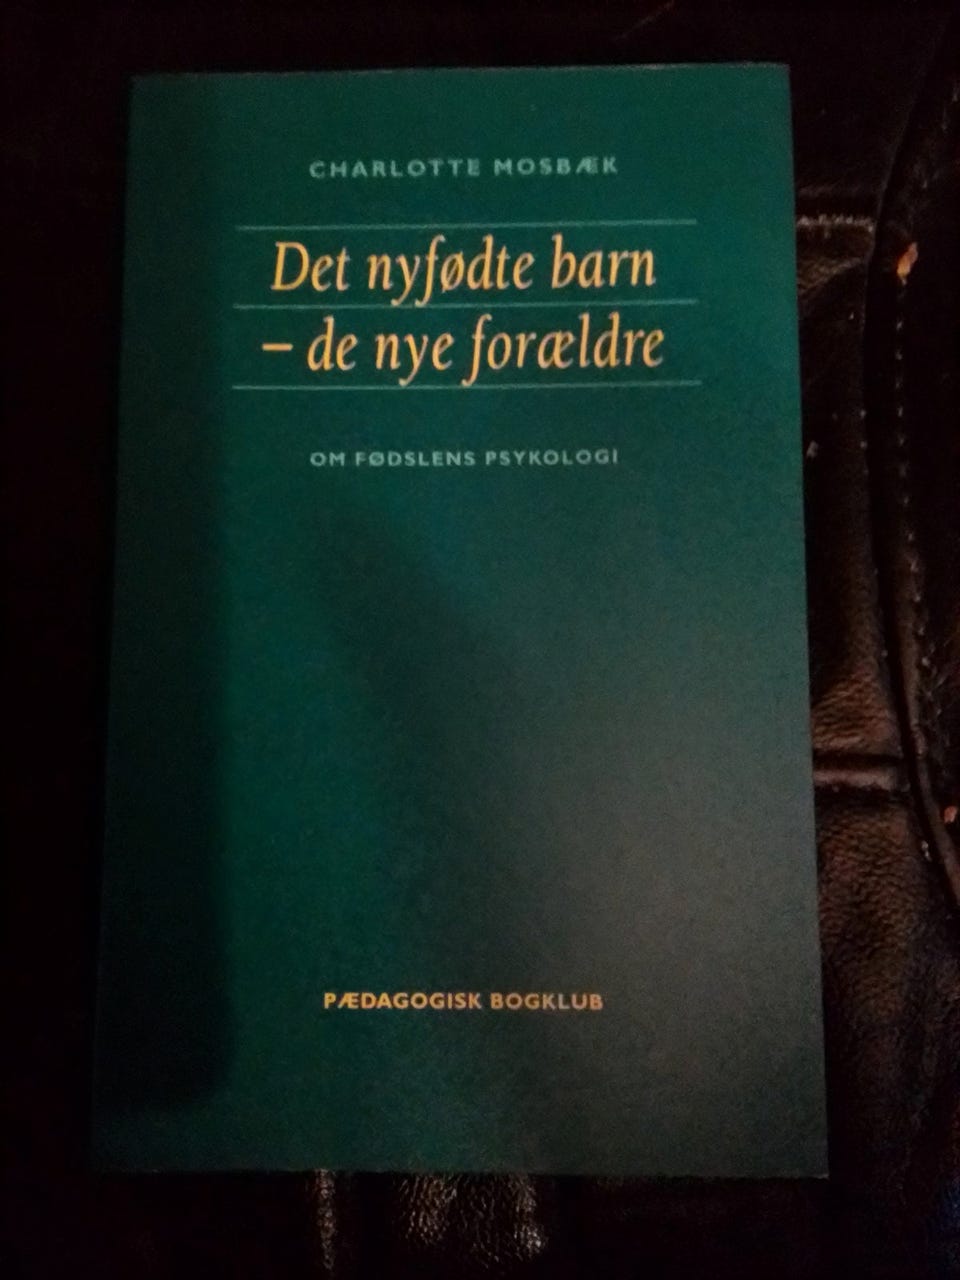 CHARLOTTE MOSBÆK
Det nyfødte barn
– de nye forældre
OM FØDSLENS PSYKOLOGI
PÆDAGOGISK BOGKLUB